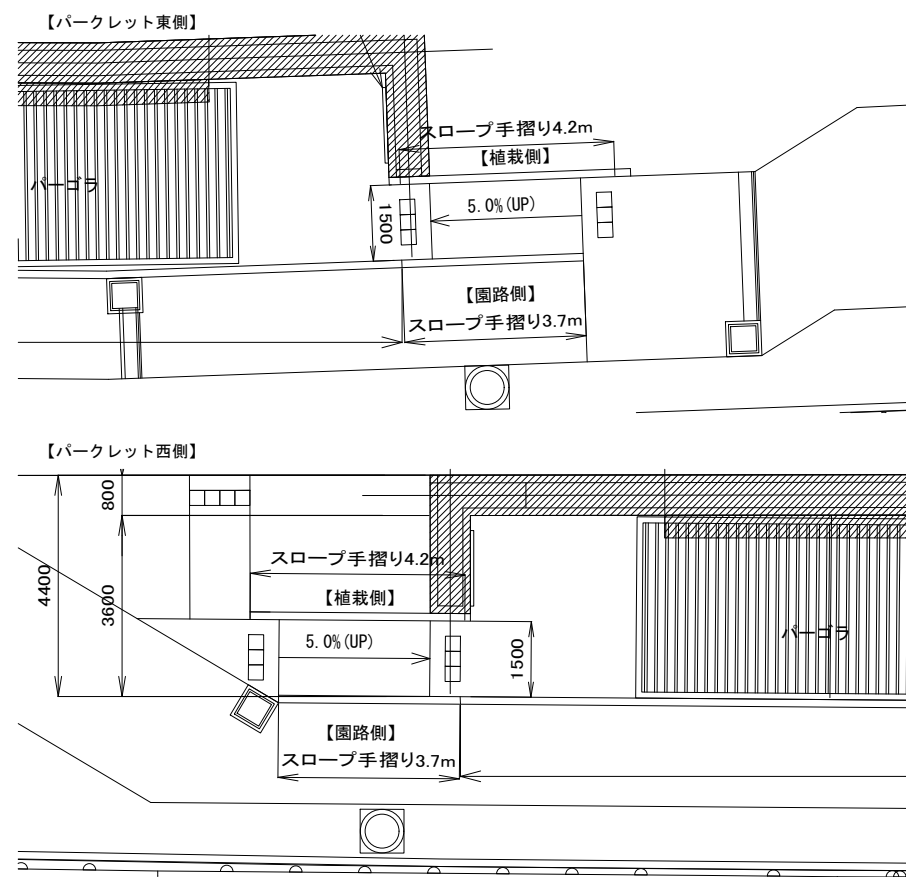 【パークレット東側】
スロープ手摺り4.2m
【植栽側】
パーゴラ
1500
5.0%(UP)
【園路側】
スロープ手摺り3.7m
【パークレット西側】
800
4400
3600
スロープ手摺り4.2m
【植栽側】
5.0%(UP)
1500
パーゴラ
【園路側】
スロープ手摺り3.7m